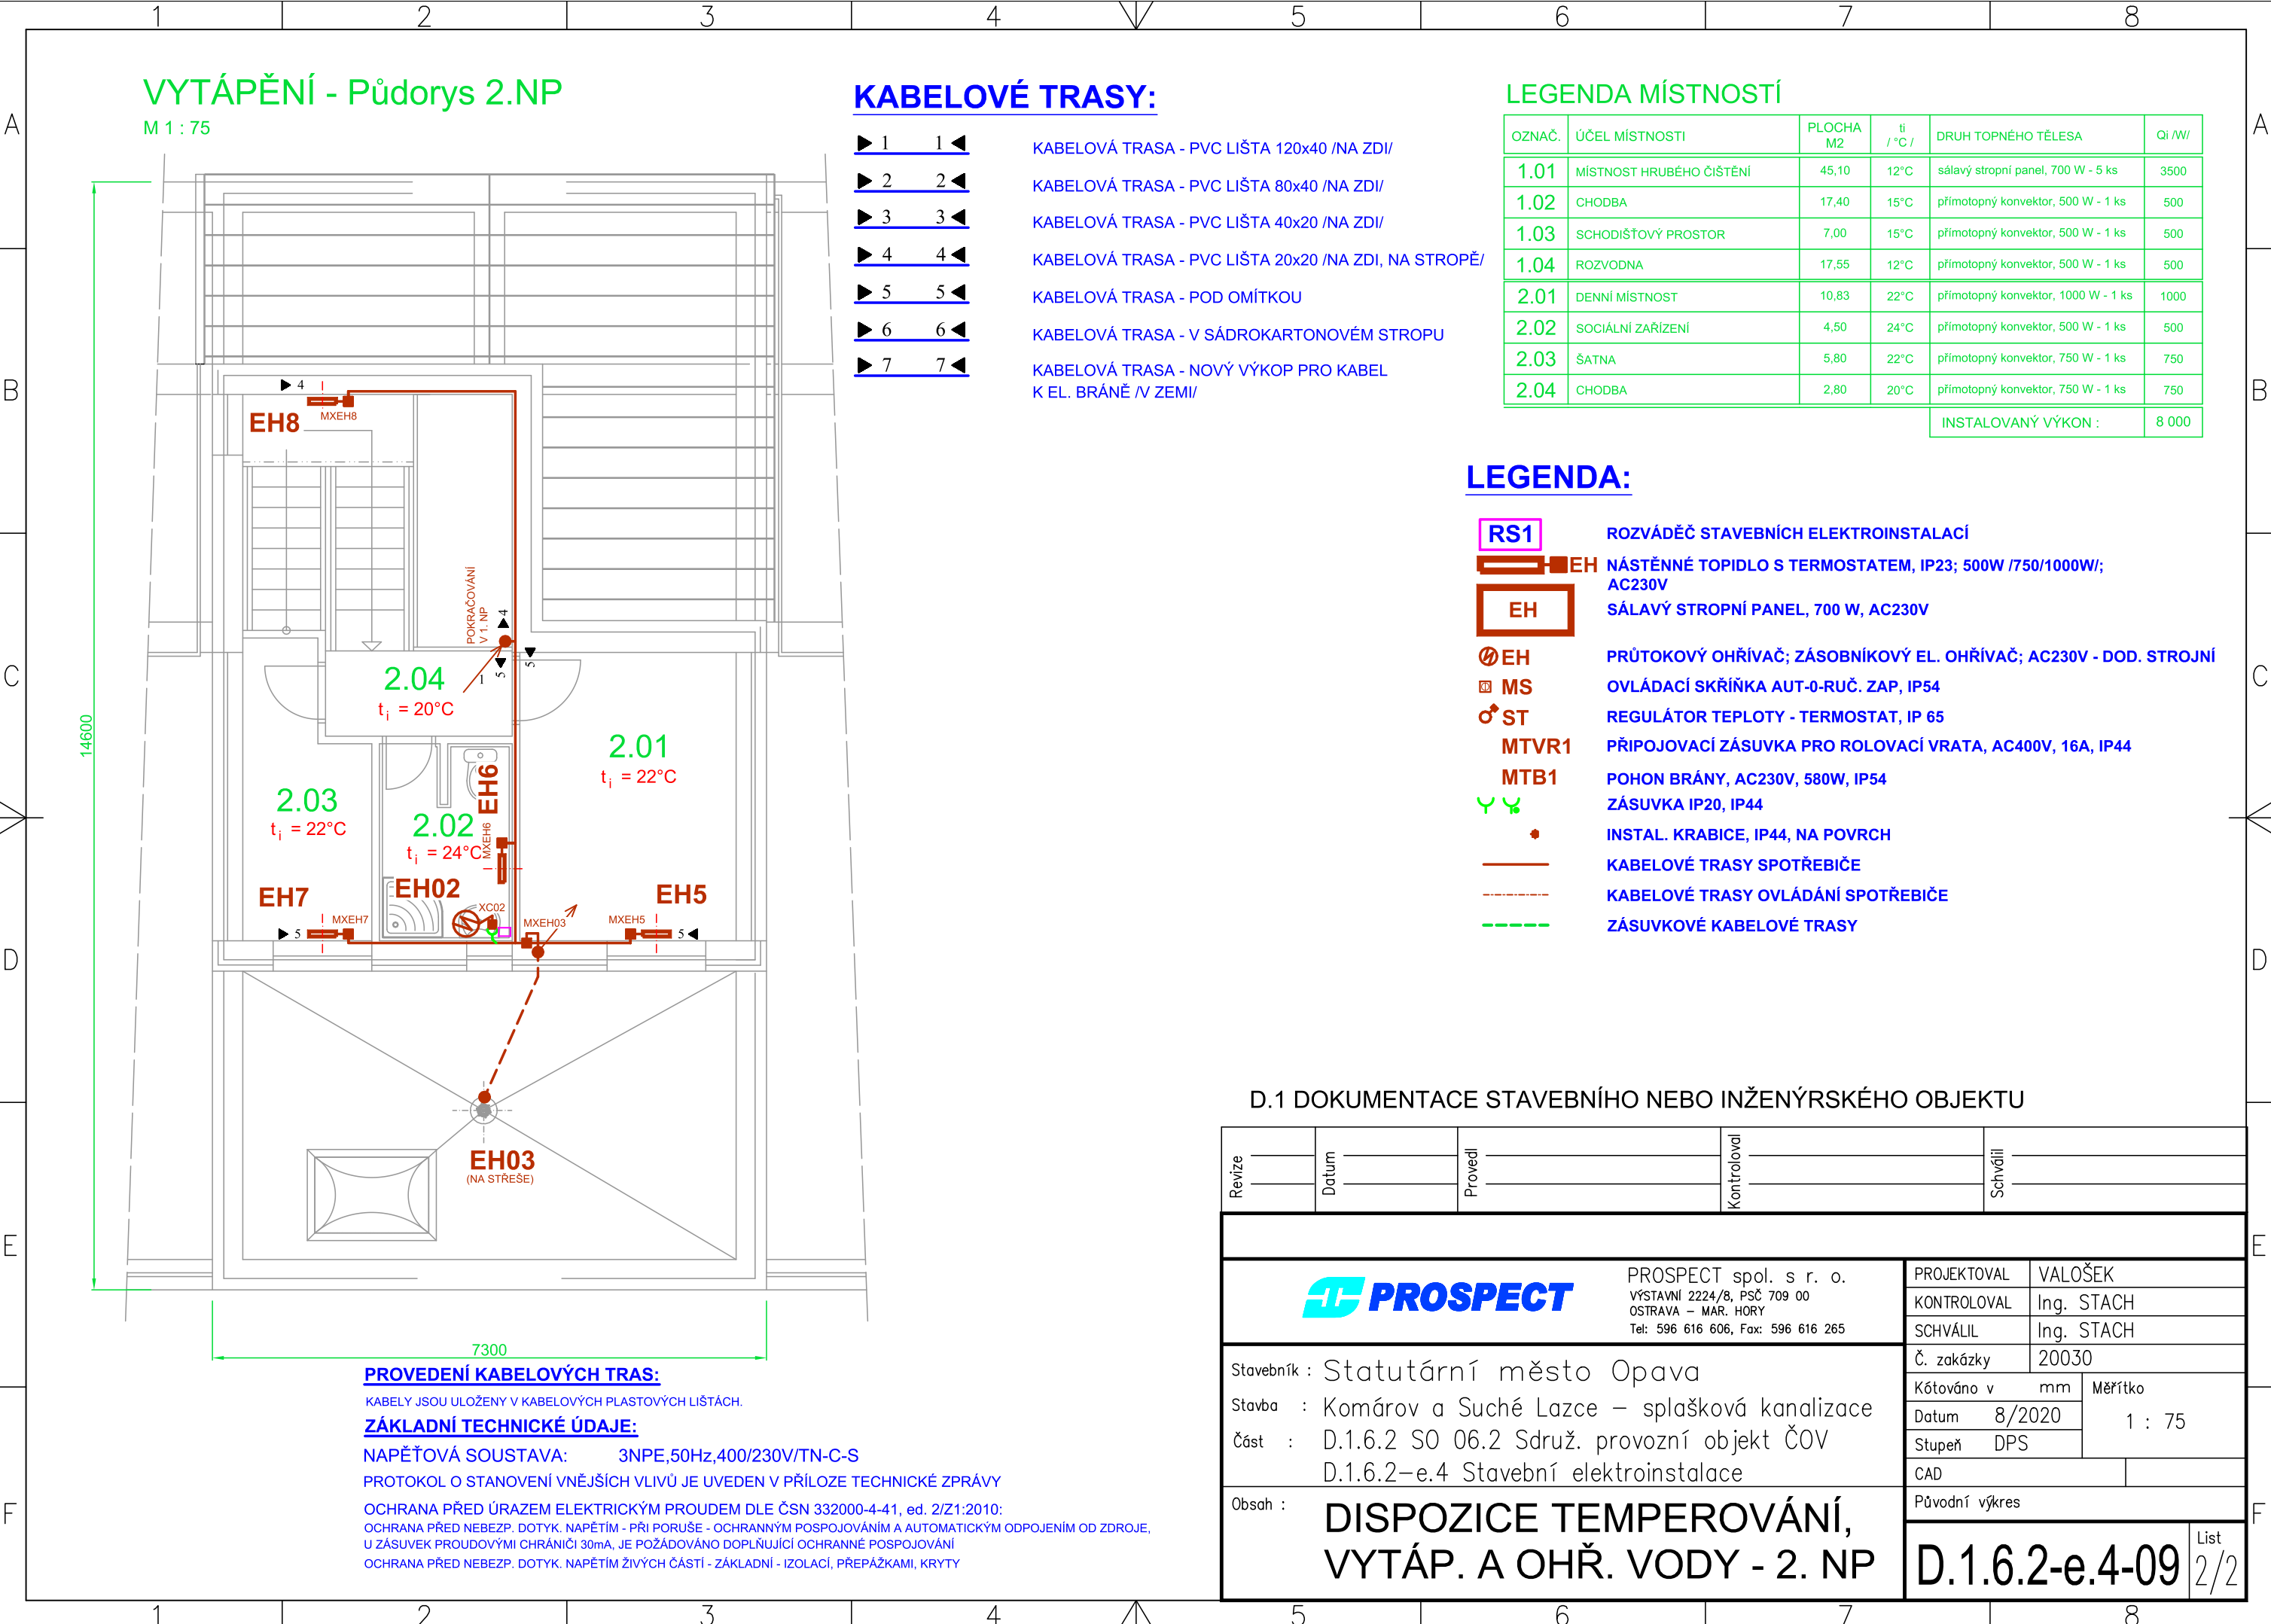 1 2 3 4 5 6 7 8
A
B
C
D
E
F
VYTÁPĚNÍ - Půdorys 2.NP
M 1 : 75
14600
7300
4
MXEH8
EH8
POKRAČOVÁNÍ
V 1. NP
4
5
5
1
2.04
ti = 20°C
2.01
ti = 22°C
2.03
ti = 22°C
2.02
ti = 24°C
EH6
MXEH6
EH02
XC02
EH7
MXEH7
5
MXEH03
MXEH5
EH5
5
EH03
(NA STŘEŠE)
KABELOVÉ TRASY:
1 1 KABELOVÁ TRASA - PVC LIŠTA 120x40 /NA ZDI/
2 2 KABELOVÁ TRASA - PVC LIŠTA 80x40 /NA ZDI/
3 3 KABELOVÁ TRASA - PVC LIŠTA 40x20 /NA ZDI/
4 4 KABELOVÁ TRASA - PVC LIŠTA 20x20 /NA ZDI, NA STROPĚ/
5 5 KABELOVÁ TRASA - POD OMÍTKOU
6 6 KABELOVÁ TRASA - V SÁDROKARTONOVÉM STROPU
7 7 KABELOVÁ TRASA - NOVÝ VÝKOP PRO KABEL
K EL. BRÁNĚ /V ZEMI/
LEGENDA MÍSTNOSTÍ
OZNAČ. ÚČEL MÍSTNOSTI PLOCHA M2 ti / °C / DRUH TOPNÉHO TĚLESA Qi /W/
1.01 MÍSTNOST HRUBÉHO ČIŠTĚNÍ 45,10 12°C sálavý stropní panel, 700 W - 5 ks 3500
1.02 CHODBA 17,40 15°C přímotopný konvektor, 500 W - 1 ks 500
1.03 SCHODIŠŤOVÝ PROSTOR 7,00 15°C přímotopný konvektor, 500 W - 1 ks 500
1.04 ROZVODNA 17,55 12°C přímotopný konvektor, 500 W - 1 ks 500
2.01 DENNÍ MÍSTNOST 10,83 22°C přímotopný konvektor, 1000 W - 1 ks 1000
2.02 SOCIÁLNÍ ZAŘÍZENÍ 4,50 24°C přímotopný konvektor, 500 W - 1 ks 500
2.03 ŠATNA 5,80 22°C přímotopný konvektor, 750 W - 1 ks 750
2.04 CHODBA 2,80 20°C přímotopný konvektor, 750 W - 1 ks 750
INSTALOVANÝ VÝKON : 8 000
LEGENDA:
RS1 ROZVÁDĚČ STAVEBNÍCH ELEKTROINSTALACÍ
EH NÁSTĚNNÉ TOPIDLO S TERMOSTATEM, IP23; 500W /750/1000W/;
AC230V
EH SÁLAVÝ STROPNÍ PANEL, 700 W, AC230V
EH PRŮTOKOVÝ OHŘÍVAČ; ZÁSOBNÍKOVÝ EL. OHŘÍVAČ; AC230V - DOD. STROJNÍ
MS OVLÁDACÍ SKŘÍŇKA AUT-0-RUČ. ZAP, IP54
ST REGULÁTOR TEPLOTY - TERMOSTAT, IP 65
MTVR1 PŘIPOJOVACÍ ZÁSUVKA PRO ROLOVACÍ VRATA, AC400V, 16A, IP44
MTB1 POHON BRÁNY, AC230V, 580W, IP54
ZÁSUVKA IP20, IP44
INSTAL. KRABICE, IP44, NA POVRCH
KABELOVÉ TRASY SPOTŘEBIČE
KABELOVÉ TRASY OVLÁDÁNÍ SPOTŘEBIČE
ZÁSUVKOVÉ KABELOVÉ TRASY
PROVEDENÍ KABELOVÝCH TRAS:
KABELY JSOU ULOŽENY V KABELOVÝCH PLASTOVÝCH LIŠTÁCH.
ZÁKLADNÍ TECHNICKÉ ÚDAJE:
NAPĚŤOVÁ SOUSTAVA: 3NPE,50Hz,400/230V/TN-C-S
PROTOKOL O STANOVENÍ VNĚJŠÍCH VLIVŮ JE UVEDEN V PŘÍLOZE TECHNICKÉ ZPRÁVY
OCHRANA PŘED ÚRAZEM ELEKTRICKÝM PROUDEM DLE ČSN 332000-4-41, ed. 2/Z1:2010:
OCHRANA PŘED NEBEZP. DOTYK. NAPĚTÍM - PŘI PORUŠE - OCHRANNÝM POSPOJOVÁNÍM A AUTOMATICKÝM ODPOJENÍM OD ZDROJE,
U ZÁSUVEK PROUDOVÝMI CHRÁNIČI 30mA, JE POŽÁDOVÁNO DOPLŇUJÍCÍ OCHRANNÉ POSPOJOVÁNÍ
OCHRANA PŘED NEBEZP. DOTYK. NAPĚTÍM ŽIVÝCH ČÁSTÍ - ZÁKLADNÍ - IZOLACÍ, PŘEPÁŽKAMI, KRYTY
D.1 DOKUMENTACE STAVEBNÍHO NEBO INŽENÝRSKÉHO OBJEKTU
Revize Datum Provedl Kontroloval Schválil
PROSPECT
PROSPECT spol. s r. o.
VÝSTAVNÍ 2224/8, PSČ 709 00
OSTRAVA – MAR. HORY
Tel: 596 616 606, Fax: 596 616 265
PROJEKTOVAL VALOŠEK
KONTROLOVAL Ing. STACH
SCHVÁLIL Ing. STACH
Č. zakázky 20030
Kótováno v mm
Měřítko
1 : 75
Datum 8/2020
Stupeň DPS
CAD
Původní výkres
Stavebník : Statutární město Opava
Stavba : Komárov a Suché Lazce – splašková kanalizace
Část : D.1.6.2 SO 06.2 Sdruž. provozní objekt ČOV
D.1.6.2–e.4 Stavební elektroinstalace
Obsah : DISPOZICE TEMPEROVÁNÍ,
VYTÁP. A OHŘ. VODY - 2. NP
D.1.6.2-e.4-09
List
2/2
A
B
C
D
E
F
1 2 3 4 5 6 7 8